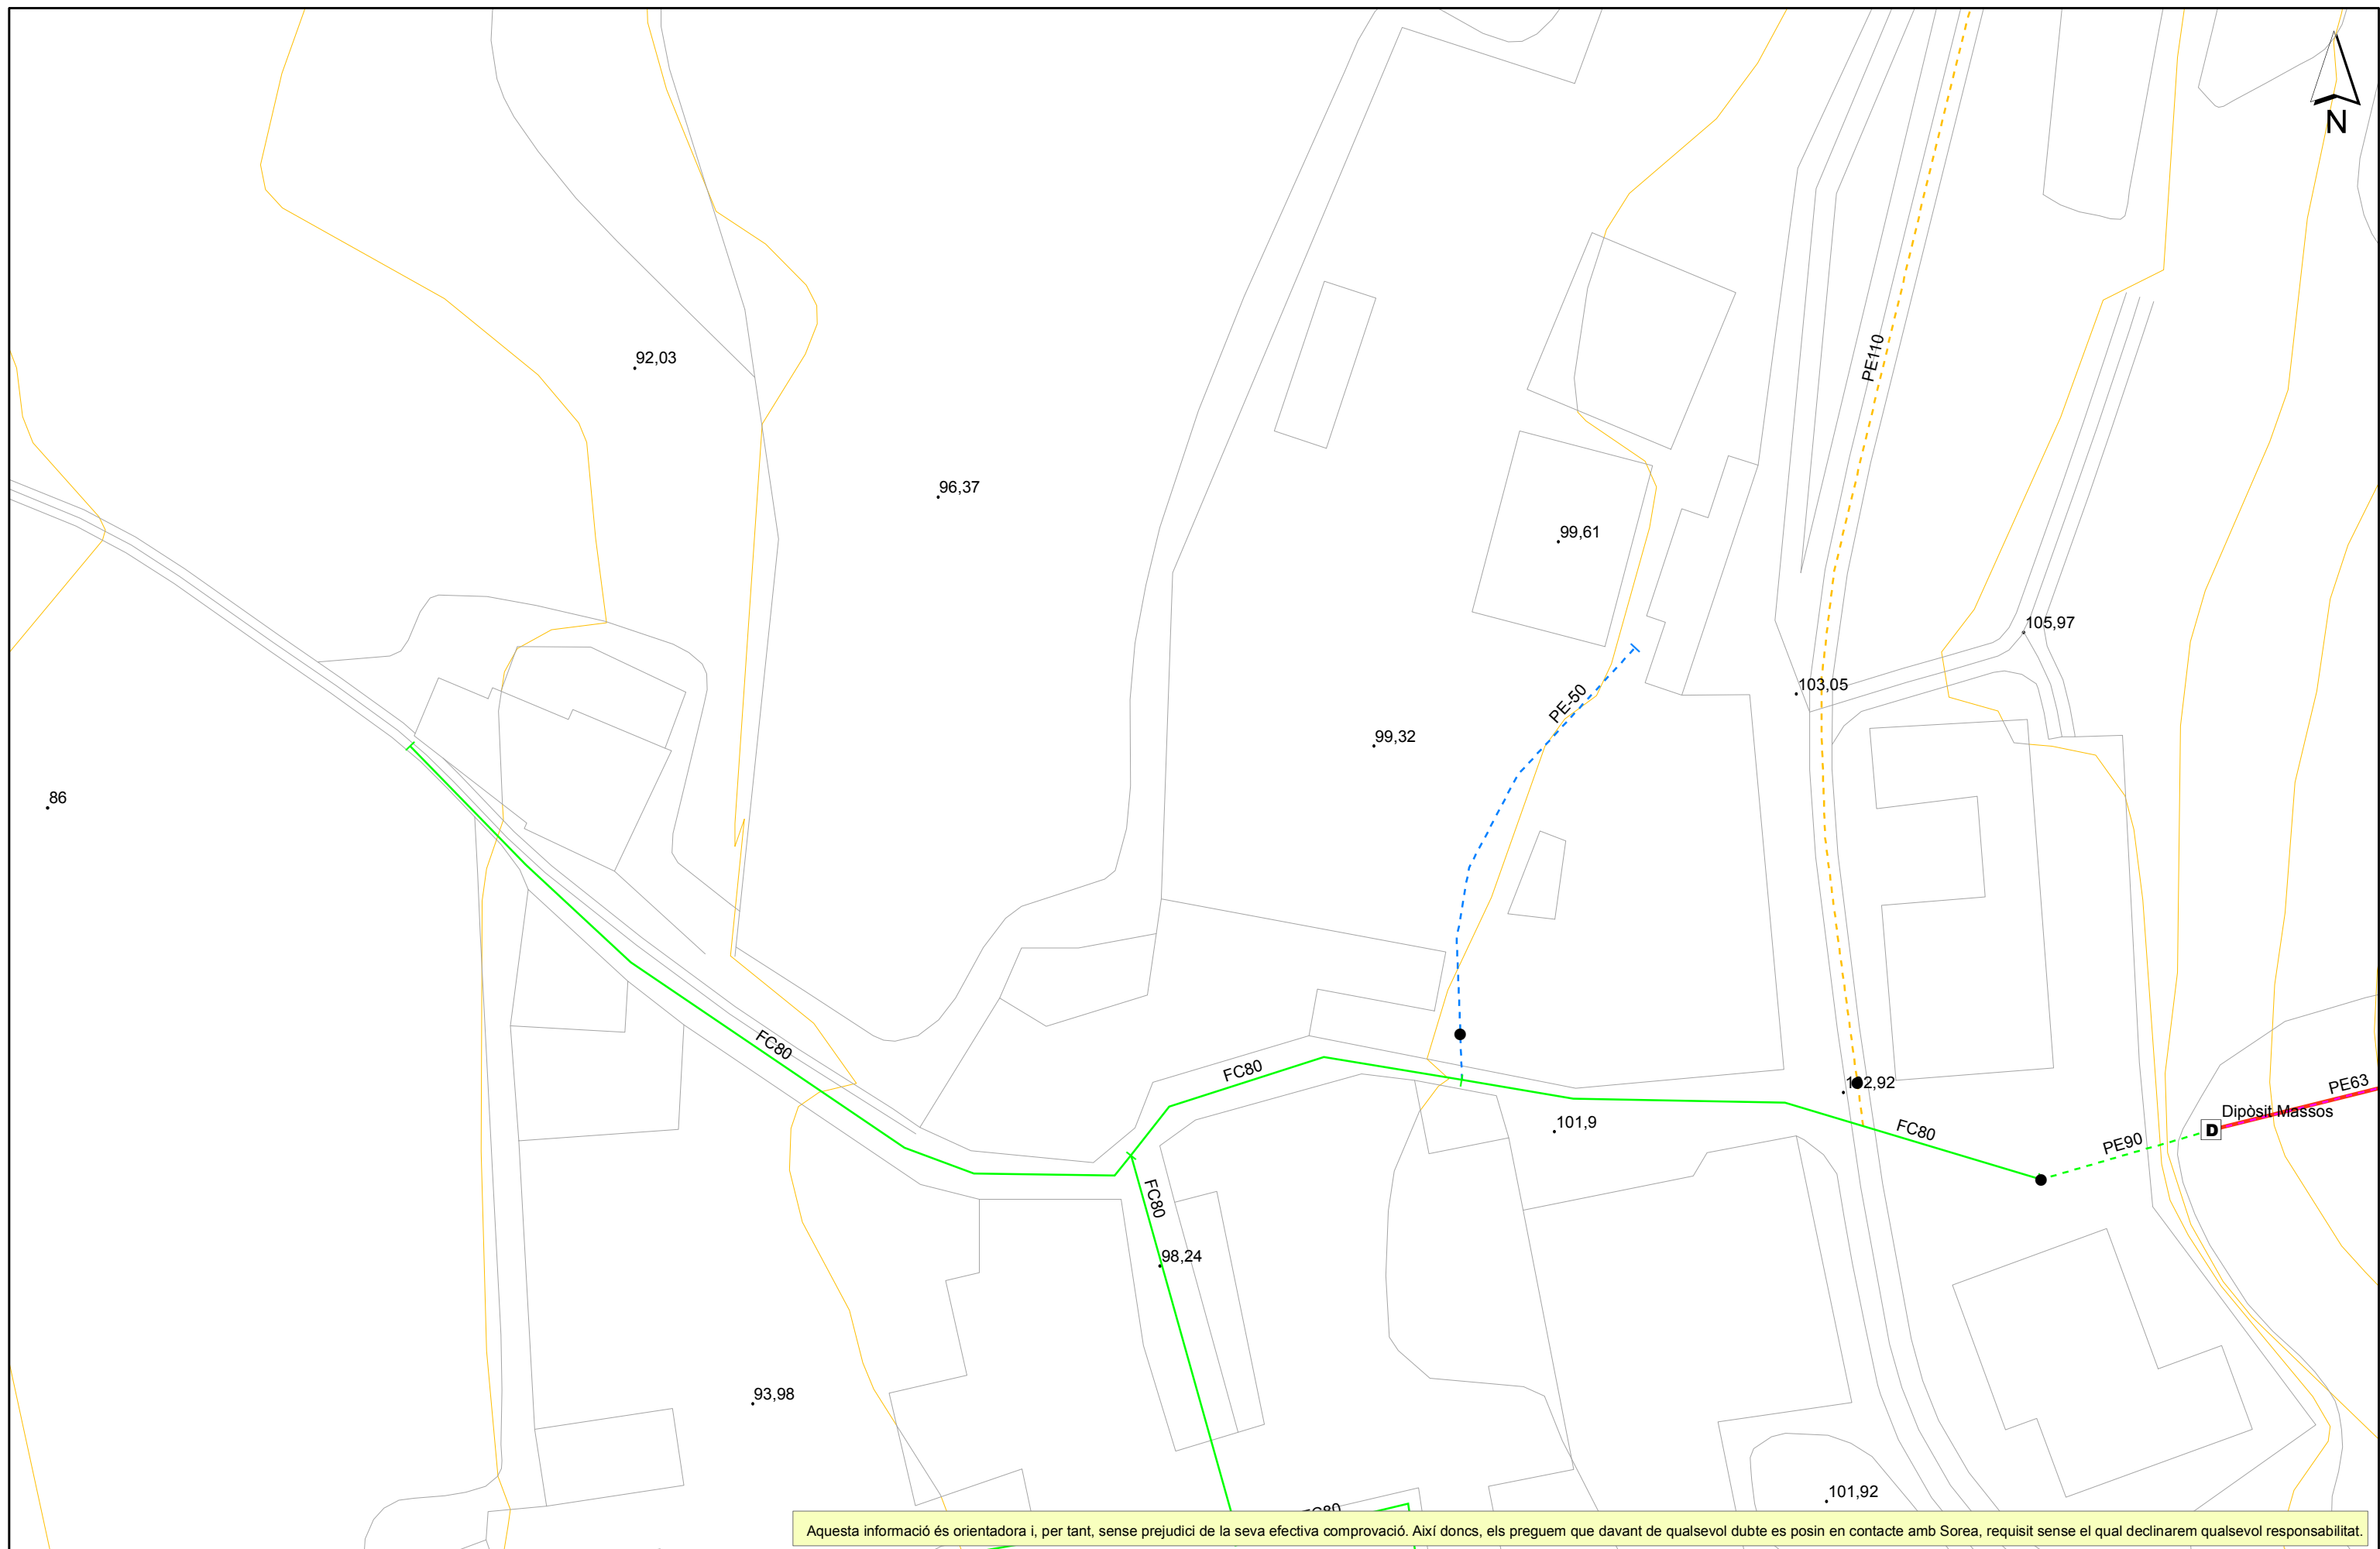 N
92,03
PE110
96,37
99,61
105,97
103,05
PE-50
99,32
86
FC80
FC80
102,92
PE63
Dipòsit Massos
D
101,9
FC80
PE90
FC80
98,24
93,98
101,92
FC80
Aquesta informació és orientadora i, per tant, sense prejudici de la seva efectiva comprovació. Així doncs, els preguem que davant de qualsevol dubte es posin en contacte amb Sorea, requisit sense el qual declinarem qualsevol responsabilitat.